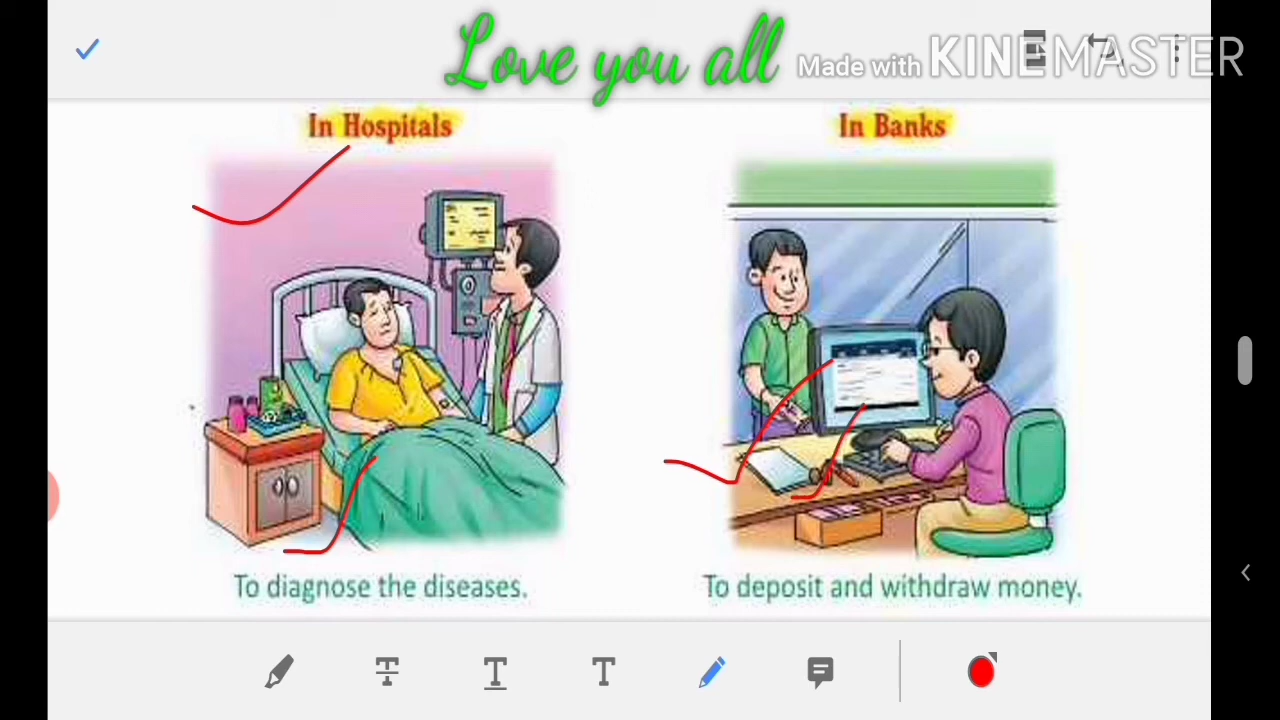 Love you all
Made with KINEMASTER
In Hospitals
In Banks
To diagnose the diseases.
To deposit and withdraw money.